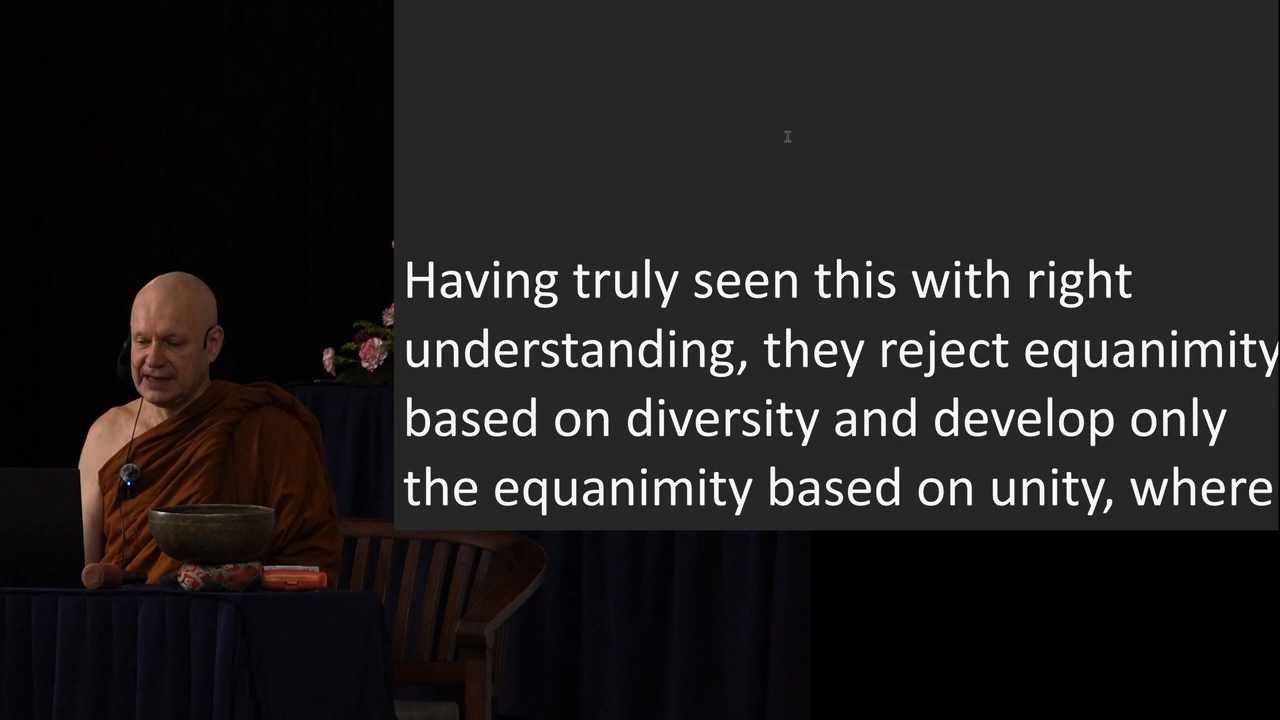 Having truly seen this with right
understanding, they reject equanimity
based on diversity and develop only
the equanimity based on unity, where